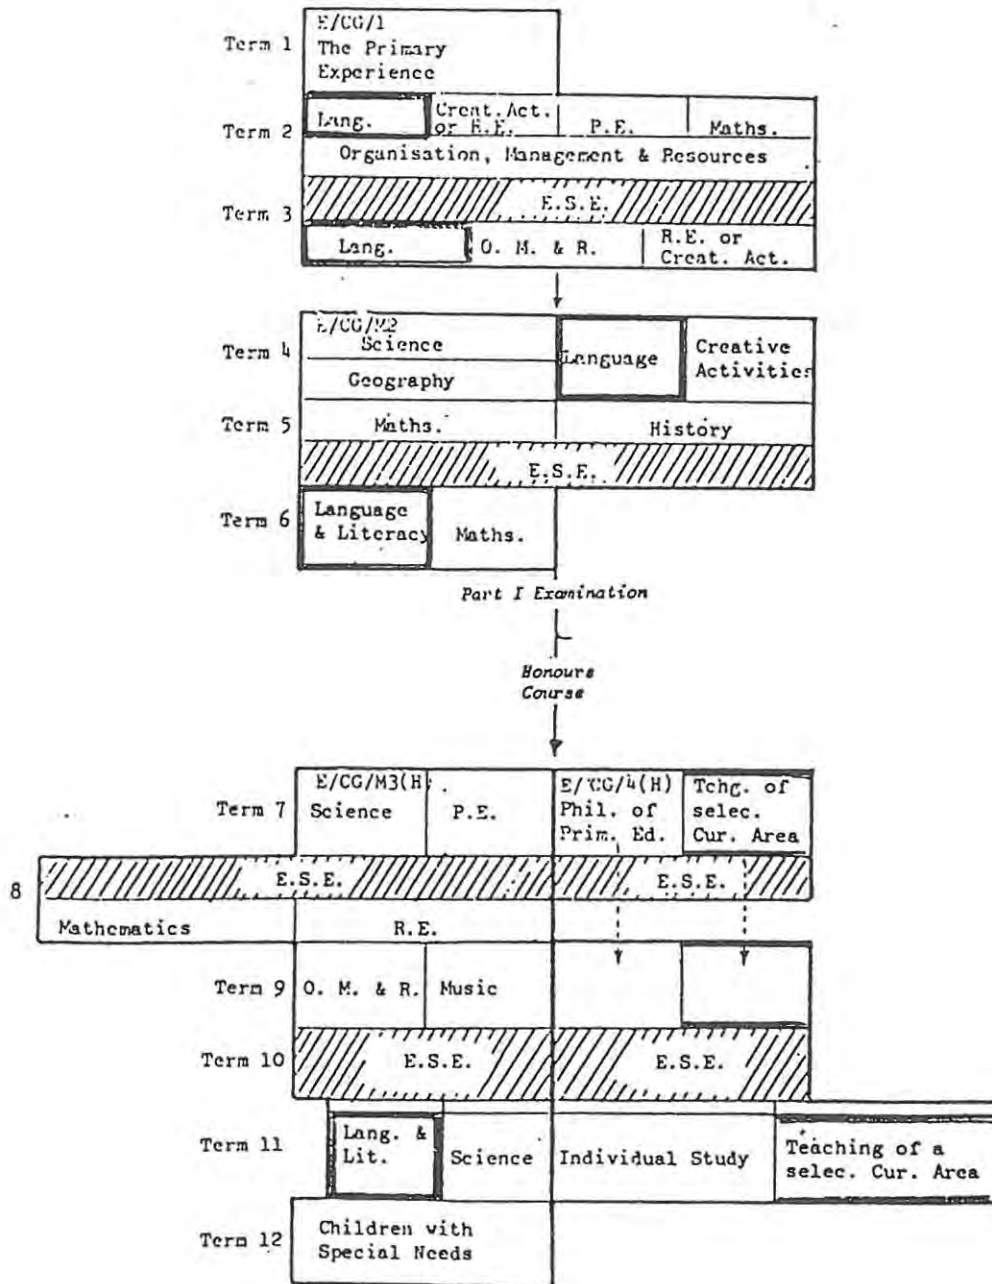 E/CG/1
Term 1
The Primary
Experience
Term 2
Lang.
Creat.Act.
or R.E.
P.E.
Maths.
Organisation, Management & Resources
Term 3
E.S.E.
Lang.
O. M. & R.
R.E. or
Creat. Act.
E/CG/M2
Term 4
Science
Geography
Language
Creative
Activities
Term 5
Maths.
History
E.S.E.
Term 6
Language
& Literacy
Maths.
Part I Examination
Honours
Course
Term 7
E/CG/M3(H)
Science
P.E.
E/CG/4(H)
Phil. of
Prim. Ed.
Tchg. of
selec.
Cur. Area
8
E.S.E.
E.S.E.
Mathematics
R.E.
Term 9
O. M. & R.
Music
Term 10
E.S.E.
E.S.E.
Term 11
Lang. &
Lit.
Science
Individual Study
Teaching of a
selec. Cur. Area
Term 12
Children with
Special Needs